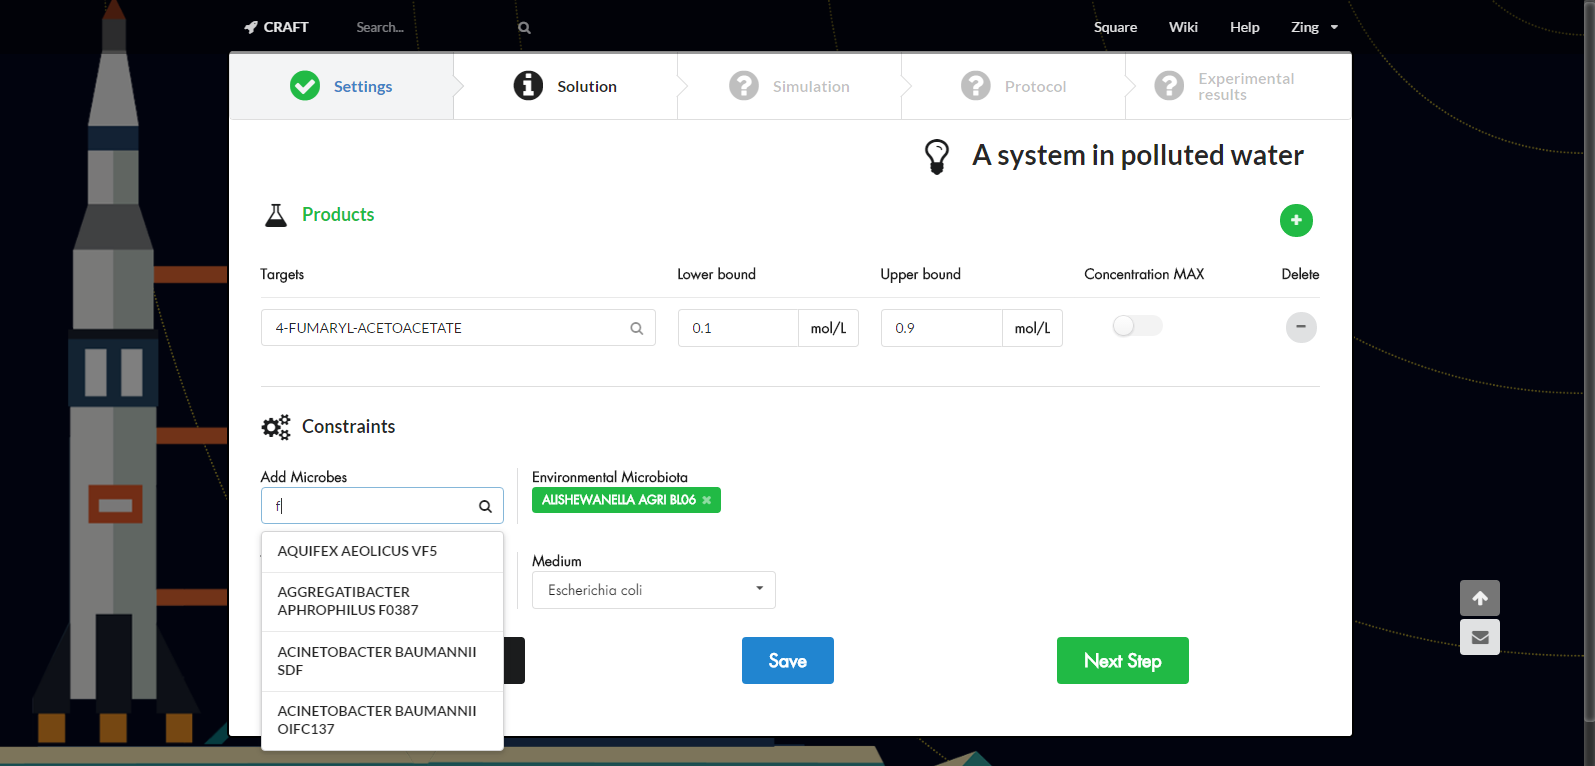 CRAFT
Search...
Square
Wiki
Help
Zing
Settings
Solution
Simulation
Protocol
Experimental
results
A system in polluted water
Products
Targets
Lower bound
Upper bound
Concentration MAX
Delete
4-FUMARYL-ACETOACETATE
0.1
mol/L
0.9
mol/L
Constraints
Add Microbes
Environmental Microbiota
f
ALISHEWANELLA AGRI BL06
AQUIFEX AEOLICUS VF5
AGGREGATIBACTER
APHROPHILUS F0387
ACINETOBACTER BAUMANNII
SDF
ACINETOBACTER BAUMANNII
OIFC137
Medium
Escherichia coli
Save
Next Step